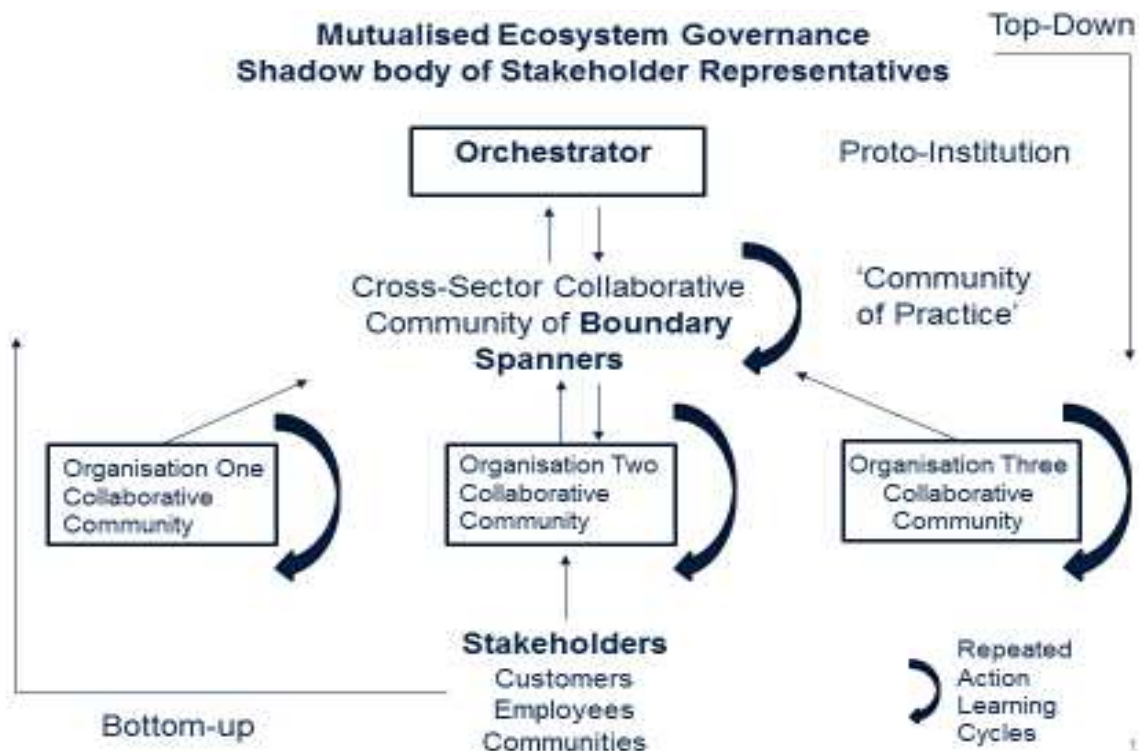 Mutualised Ecosystem Governance
Shadow body of Stakeholder Representatives
Top-Down
Orchestrator
Proto-Institution
Cross-Sector Collaborative
Community of Boundary
Spanners
‘Community
of Practice’
Organisation One
Collaborative
Community
Organisation Two
Collaborative
Community
Organisation Three
Collaborative
Community
Stakeholders
Customers
Employees
Communities
Bottom-up
Repeated
Action
Learning
Cycles